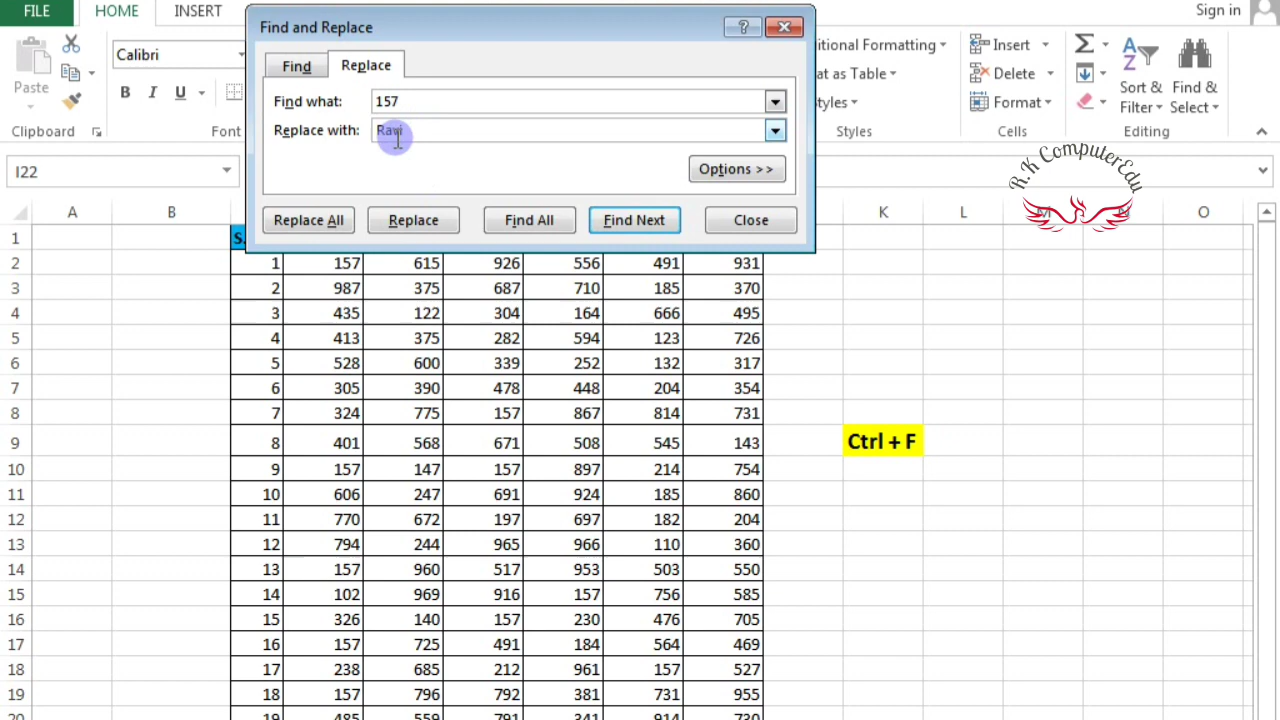 FILE HOME INSERT Sign in
Find and Replace
Find Replace
Find what: 157
Replace with: Ravi
Options >>
Replace All Replace Find All Find Next Close
Paste
Clipboard
Calibri
B I U
Font
itional Formatting
at as Table
tyles
Styles
Insert
Delete
Format
Cells
Sort & Filter
Find & Select
Editing
R.K ComputerEdu
I22
A B K L M N O
1 S.
2 1 157 615 926 556 491 931
3 2 987 375 687 710 185 370
4 3 435 122 304 164 666 495
5 4 413 375 282 594 123 726
6 5 528 600 339 252 132 317
7 6 305 390 478 448 204 354
8 7 324 775 157 867 814 731
9 8 401 568 671 508 545 143 Ctrl + F
10 9 157 147 157 897 214 754
11 10 606 247 691 924 185 860
12 11 770 672 197 697 182 204
13 12 794 244 965 966 110 360
14 13 157 960 517 953 503 550
15 14 102 969 916 157 756 585
16 15 326 140 157 230 476 705
17 16 157 725 491 184 564 469
18 17 238 685 212 961 157 527
19 18 157 796 792 381 731 955
20 19 485 559 791 341 914 730